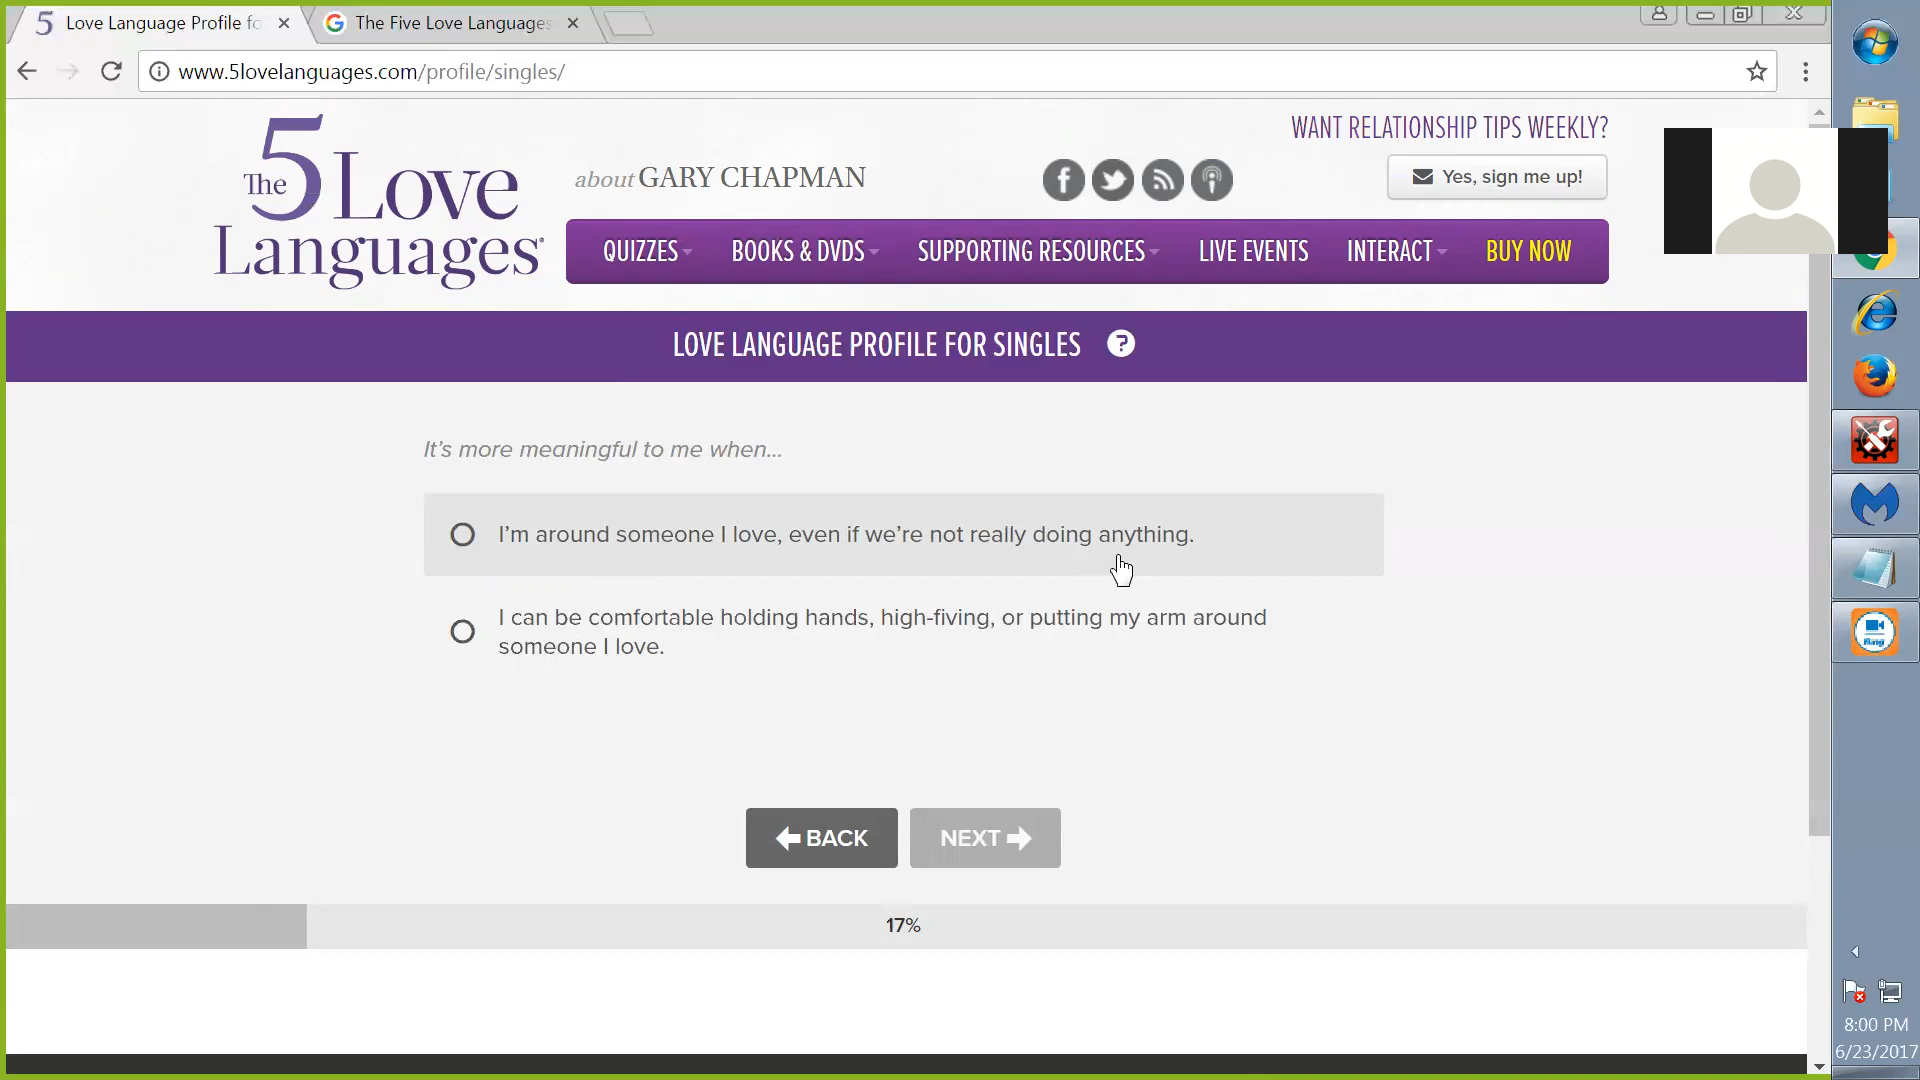 Love Language Profile fo
The Five Love Languages
www.5lovelanguages.com/profile/singles/
The 5 Love Languages®
about GARY CHAPMAN
WANT RELATIONSHIP TIPS WEEKLY?
Yes, sign me up!
QUIZZES BOOKS & DVDS SUPPORTING RESOURCES LIVE EVENTS INTERACT BUY NOW
LOVE LANGUAGE PROFILE FOR SINGLES ?
It's more meaningful to me when...
I'm around someone I love, even if we're not really doing anything.
I can be comfortable holding hands, high-fiving, or putting my arm around
someone I love.
BACK NEXT
17%
8:00 PM
6/23/2017